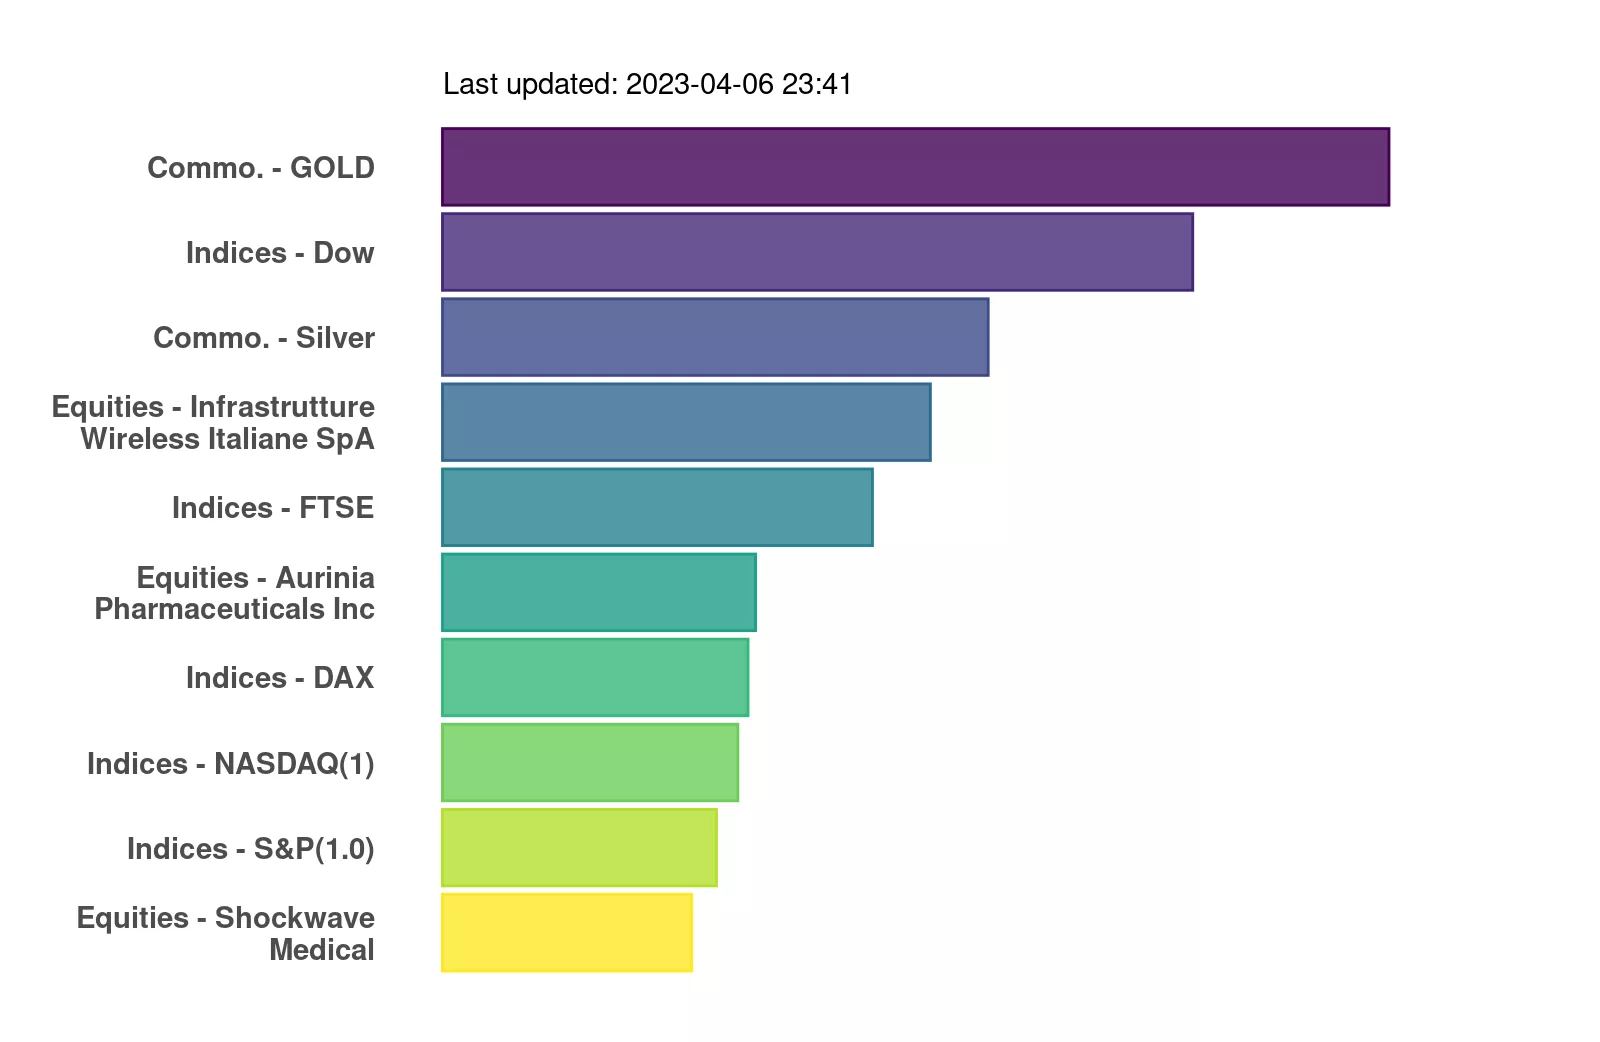 Last updated: 2023-04-06 23:41
Commo. - GOLD
Indices - Dow
Commo. - Silver
Equities - Infrastrutture
Wireless Italiane SpA
Indices - FTSE
Equities - Aurinia
Pharmaceuticals Inc
Indices - DAX
Indices - NASDAQ(1)
Indices - S&P(1.0)
Equities - Shockwave
Medical